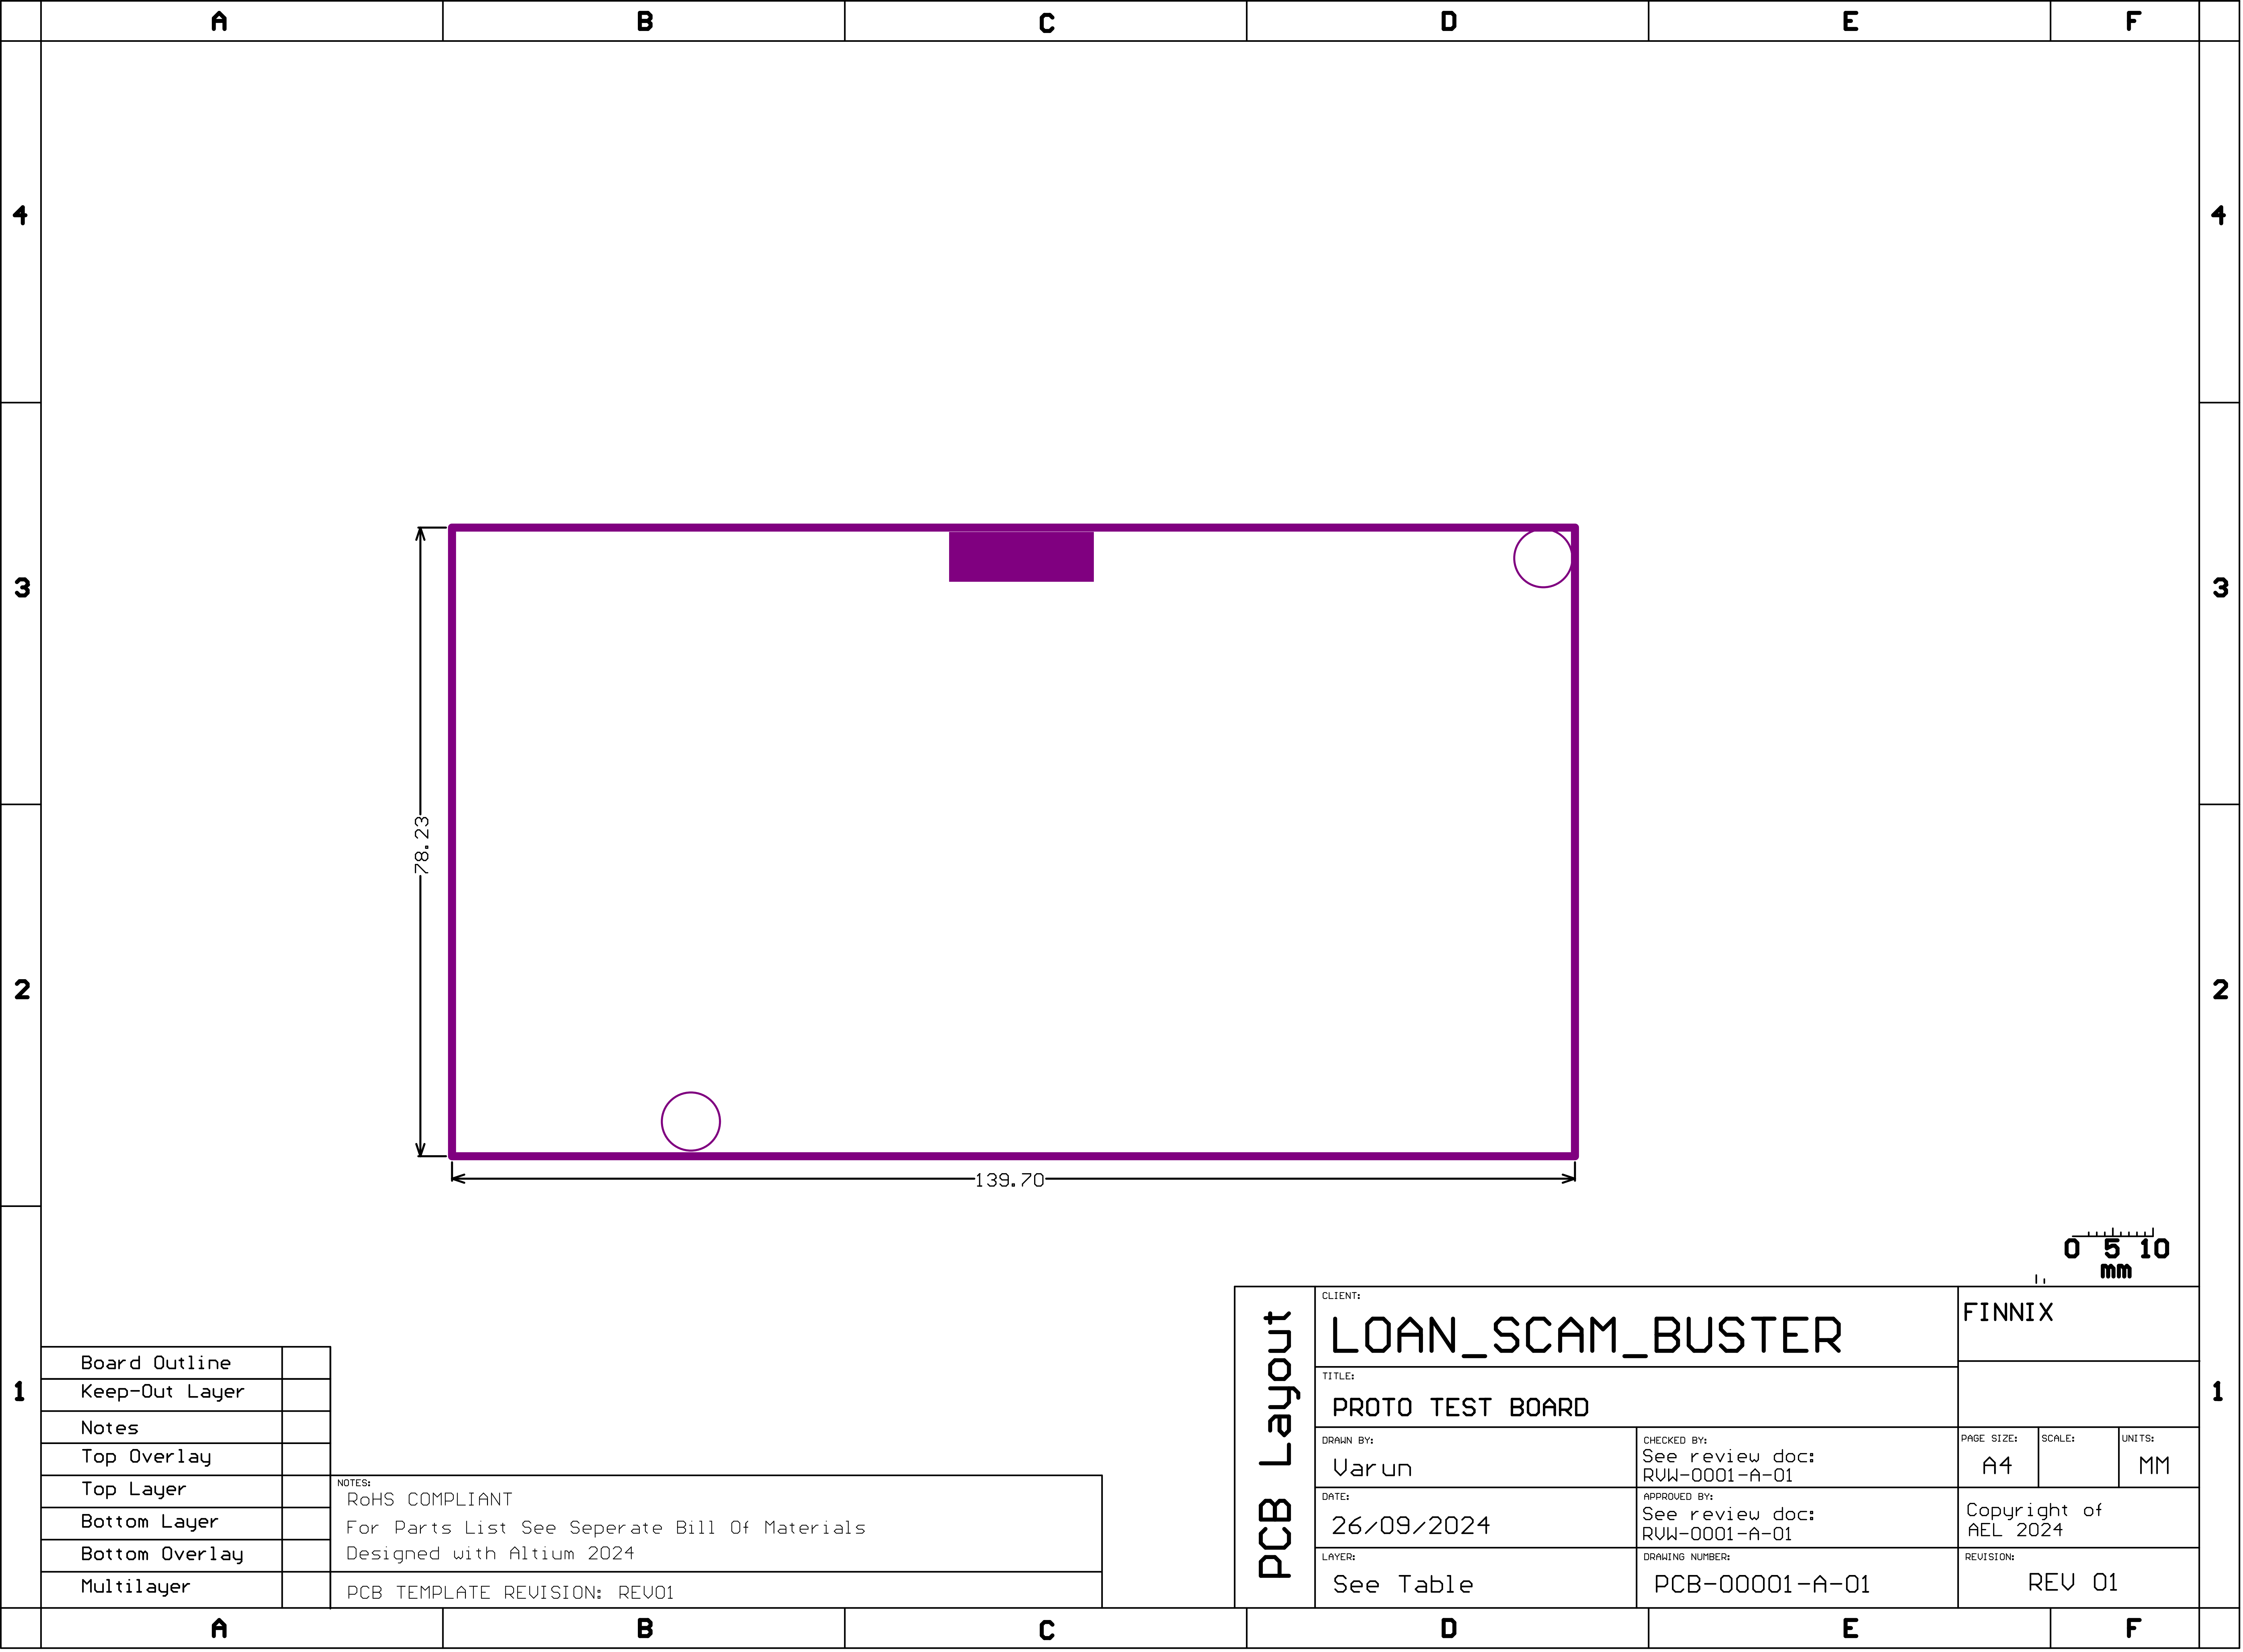 A B C D E F
4 4
3 3
78.23
2 2
139.70
0 5 10
mm
1 1
Board Outline
Keep-Out Layer
Notes
Top Overlay
Top Layer
Bottom Layer
Bottom Overlay
Multilayer
NOTES:
RoHS COMPLIANT
For Parts List See Seperate Bill Of Materials
Designed with Altium 2024
PCB TEMPLATE REVISION: REV01
PCB Layout
CLIENT:
LOAN_SCAM_BUSTER
FINNIX
TITLE:
PROTO TEST BOARD
DRAWN BY:
Varun
CHECKED BY:
See review doc:
RVW-0001-A-01
PAGE SIZE:
A4
SCALE:
UNITS:
MM
DATE:
26/09/2024
APPROVED BY:
See review doc:
RVW-0001-A-01
Copyright of
AEL 2024
LAYER:
See Table
DRAWING NUMBER:
PCB-00001-A-01
REVISION:
REV 01
A B C D E F